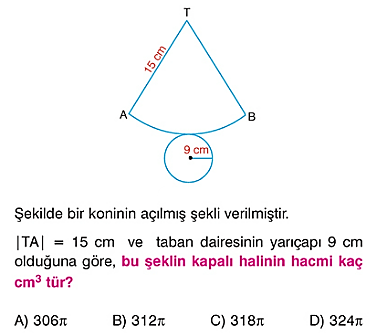 T
15 cm
A
B
9 cm
Şekilde bir koninin açılmış şekli verilmiştir.
|TA| = 15 cm ve taban dairesinin yarıçapı 9 cm
olduğuna göre, bu şeklin kapalı halinin hacmi kaç
cm³ tür?
A) 306π B) 312π C) 318π D) 324π